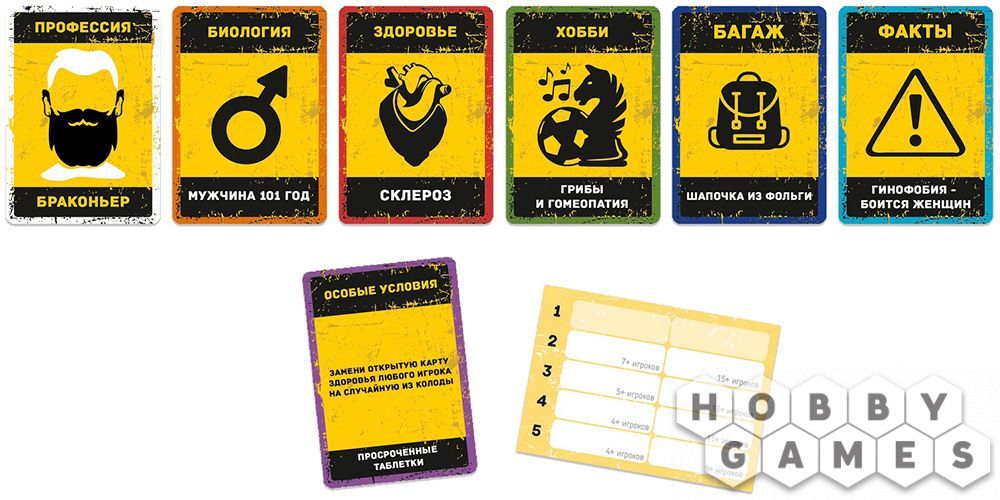 ПРОФЕССИЯ
БРАКОНЬЕР
БИОЛОГИЯ
МУЖЧИНА 101 ГОД
ЗДОРОВЬЕ
СКЛЕРОЗ
ХОББИ
ГРИБЫ
И ГОМЕОПАТИЯ
БАГАЖ
ШАПОЧКА ИЗ ФОЛЬГИ
ФАКТЫ
ГИНОФОБИЯ -
БОИТСЯ ЖЕНЩИН
ОСОБЫЕ УСЛОВИЯ
ЗАМЕНИ ОТКРЫТУЮ КАРТУ
ЗДОРОВЬЯ ЛЮБОГО ИГРОКА
НА СЛУЧАЙНУЮ ИЗ КОЛОДЫ
ПРОСРОЧЕННЫЕ
ТАБЛЕТКИ
1
2
7+ игроков 15+ игроков
3
5+ игроков
4
4+ игроков 11+ игроков
5
4+ игроков
HOBBY
GAMES